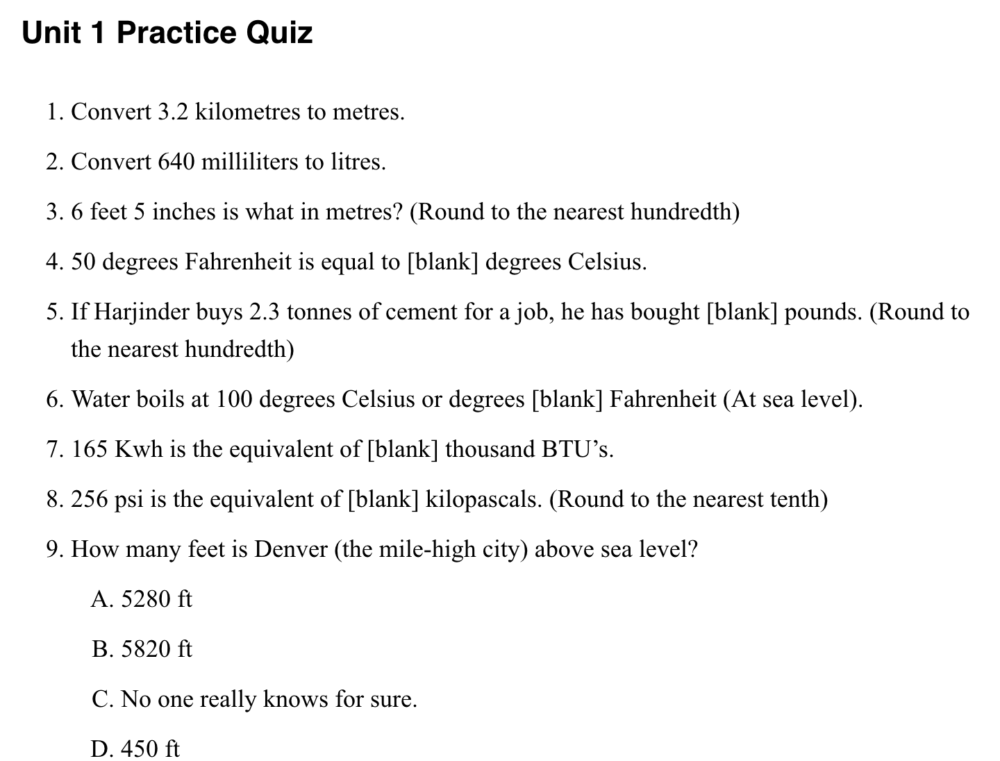 Unit 1 Practice Quiz
1. Convert 3.2 kilometres to metres.
2. Convert 640 milliliters to litres.
3. 6 feet 5 inches is what in metres? (Round to the nearest hundredth)
4. 50 degrees Fahrenheit is equal to [blank] degrees Celsius.
5. If Harjinder buys 2.3 tonnes of cement for a job, he has bought [blank] pounds. (Round to
the nearest hundredth)
6. Water boils at 100 degrees Celsius or degrees [blank] Fahrenheit (At sea level).
7. 165 Kwh is the equivalent of [blank] thousand BTU’s.
8. 256 psi is the equivalent of [blank] kilopascals. (Round to the nearest tenth)
9. How many feet is Denver (the mile-high city) above sea level?
A. 5280 ft
B. 5820 ft
C. No one really knows for sure.
D. 450 ft